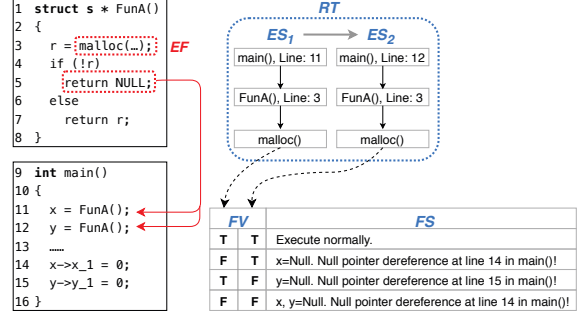 1 struct s * FunA()
2 {
3 r = malloc(…); EF
4 if (!r)
5 return NULL;
6 else
7 return r;
8 }
9 int main()
10 {
11 x = FunA();
12 y = FunA();
13 ……
14 x->x_1 = 0;
15 y->y_1 = 0;
16 }
RT
ES1 ES2
main(), Line: 11 main(), Line: 12
FunA(), Line: 3 FunA(), Line: 3
malloc() malloc()
FV FS
T T Execute normally.
F T x=Null. Null pointer dereference at line 14 in main()!
T F y=Null. Null pointer dereference at line 15 in main()!
F F x, y=Null. Null pointer dereference at line 14 in main()!